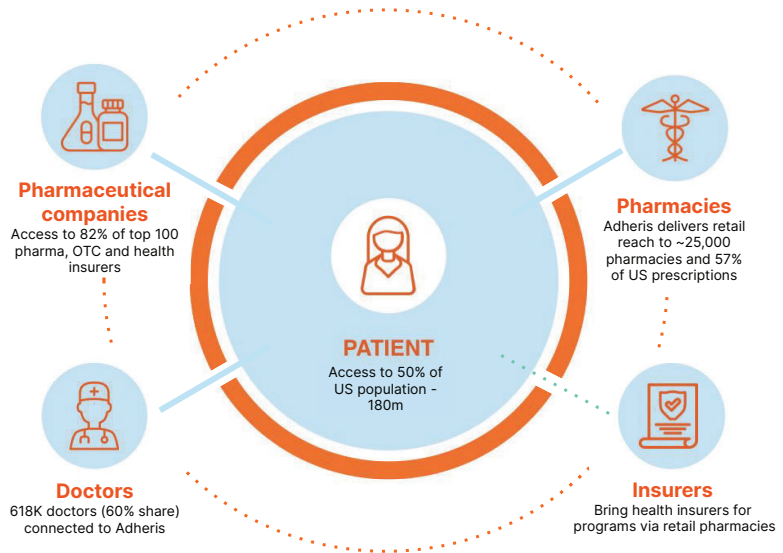 Pharmaceutical
companies
Access to 82% of top 100
pharma, OTC and health
insurers
Pharmacies
Adheris delivers retail
reach to ~25,000
pharmacies and 57%
of US prescriptions
PATIENT
Access to 50% of
US population -
180m
Doctors
618K doctors (60% share)
connected to Adheris
Insurers
Bring health insurers for
programs via retail pharmacies